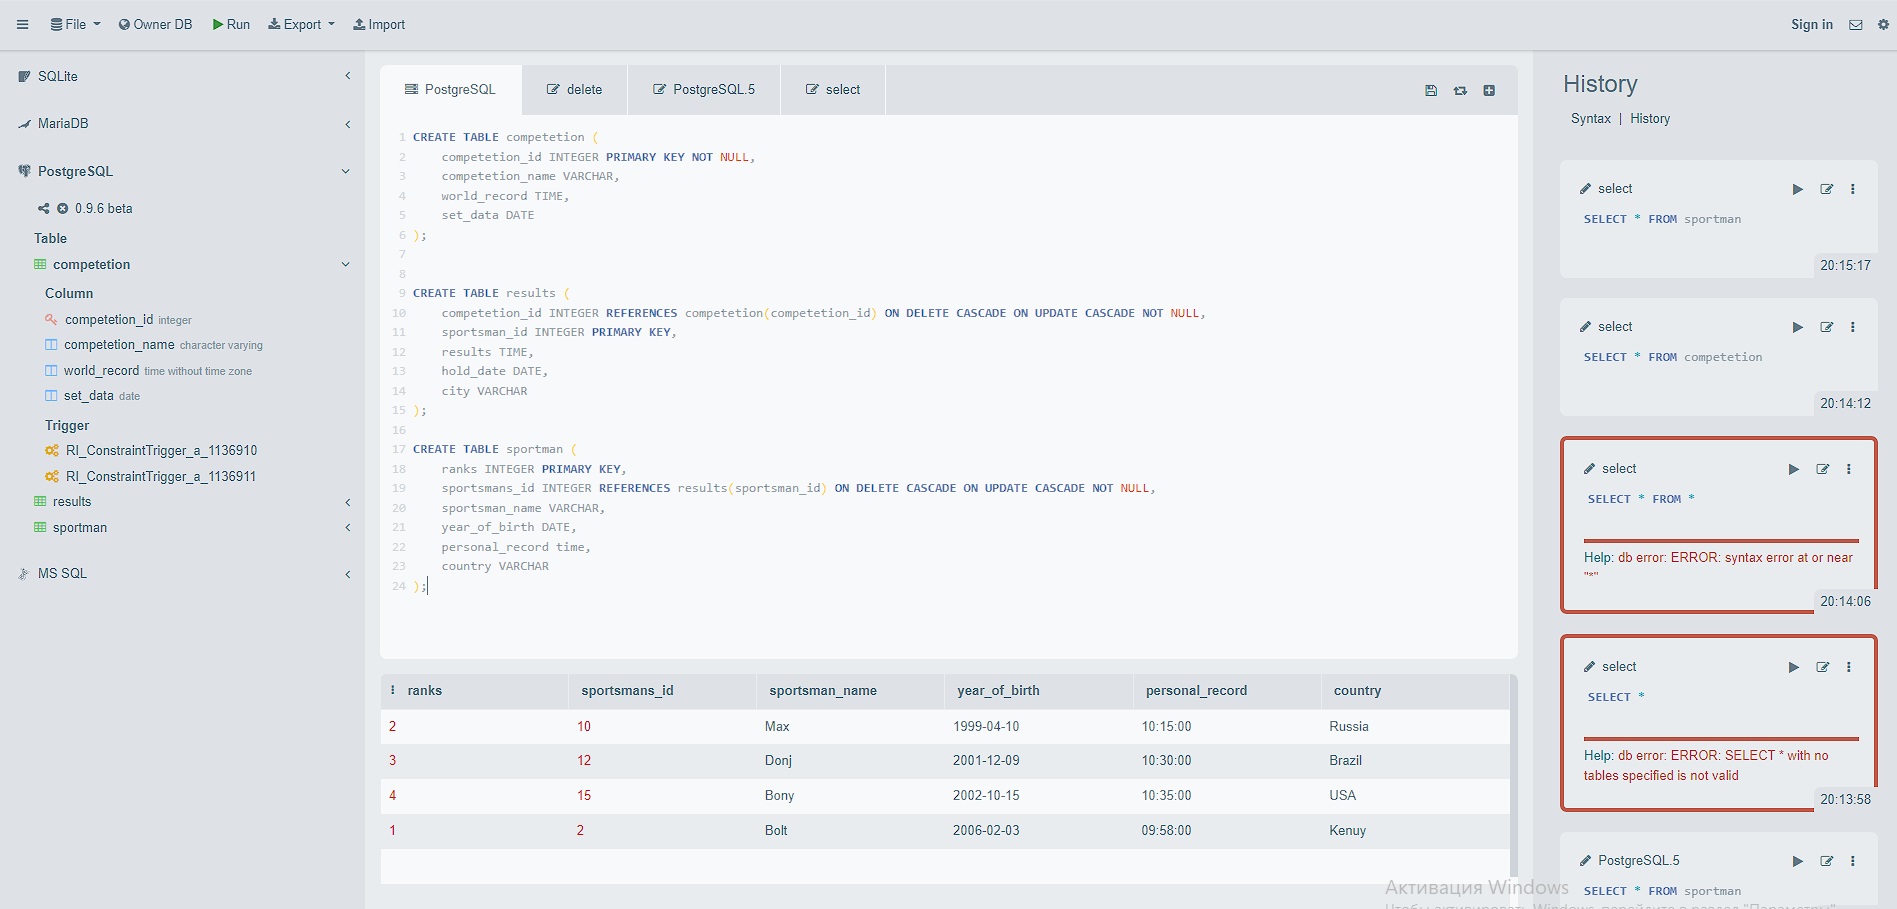 File Owner DB Run Export Import Sign in
SQLite
MariaDB
PostgreSQL
0.9.6 beta
Table
competetion
Column
competetion_id integer
competetion_name character varying
world_record time without time zone
set_data date
Trigger
RI_ConstraintTrigger_a_1136910
RI_ConstraintTrigger_a_1136911
results
sportman
MS SQL
PostgreSQL delete PostgreSQL.5 select
1 CREATE TABLE competetion (
2 competetion_id INTEGER PRIMARY KEY NOT NULL,
3 competetion_name VARCHAR,
4 world_record TIME,
5 set_data DATE
6 );
7
8
9 CREATE TABLE results (
10 competetion_id INTEGER REFERENCES competetion(competetion_id) ON DELETE CASCADE ON UPDATE CASCADE NOT NULL,
11 sportsman_id INTEGER PRIMARY KEY,
12 results TIME,
13 hold_date DATE,
14 city VARCHAR
15 );
16
17 CREATE TABLE sportman (
18 ranks INTEGER PRIMARY KEY,
19 sportsmans_id INTEGER REFERENCES results(sportsman_id) ON DELETE CASCADE ON UPDATE CASCADE NOT NULL,
20 sportsman_name VARCHAR,
21 year_of_birth DATE,
22 personal_record time,
23 country VARCHAR
24 );
ranks sportsmans_id sportsman_name year_of_birth personal_record country
2 10 Max 1999-04-10 10:15:00 Russia
3 12 Donj 2001-12-09 10:30:00 Brazil
4 15 Bony 2002-10-15 10:35:00 USA
1 2 Bolt 2006-02-03 09:58:00 Kenuy
History
Syntax | History
select
SELECT * FROM sportman
20:15:17
select
SELECT * FROM competetion
20:14:12
select
SELECT * FROM *
Help: db error: ERROR: syntax error at or near
"*"
20:14:06
select
SELECT *
Help: db error: ERROR: SELECT * with no
tables specified is not valid
20:13:58
PostgreSQL.5
SELECT * FROM sportman
Активация Windows
Чтобы активировать Windows, перейдите в раздел "Параметры".